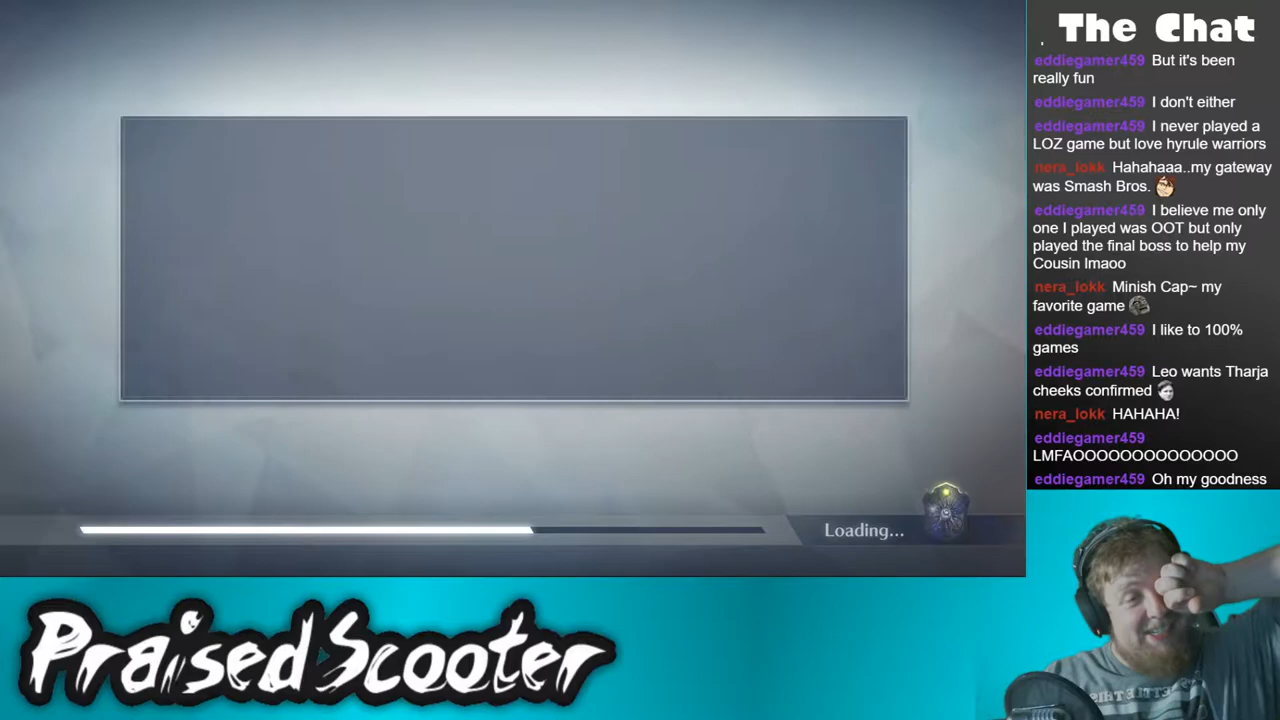 The Chat
eddiegamer459 But it's been
really fun
eddiegamer459 I don't either
eddiegamer459 I never played a
LOZ game but love hyrule warriors
nera_lokk Hahahaaa..my gateway
was Smash Bros.
eddiegamer459 I believe me only
one I played was OOT but only
played the final boss to help my
Cousin lmaoo
nera_lokk Minish Cap~ my
favorite game
eddiegamer459 I like to 100%
games
eddiegamer459 Leo wants Tharja
cheeks confirmed
nera_lokk HAHAHA!
eddiegamer459
LMFAOOOOOOOOOOOOOO
eddiegamer459 Oh my goodness
Loading...
Praised Scooter